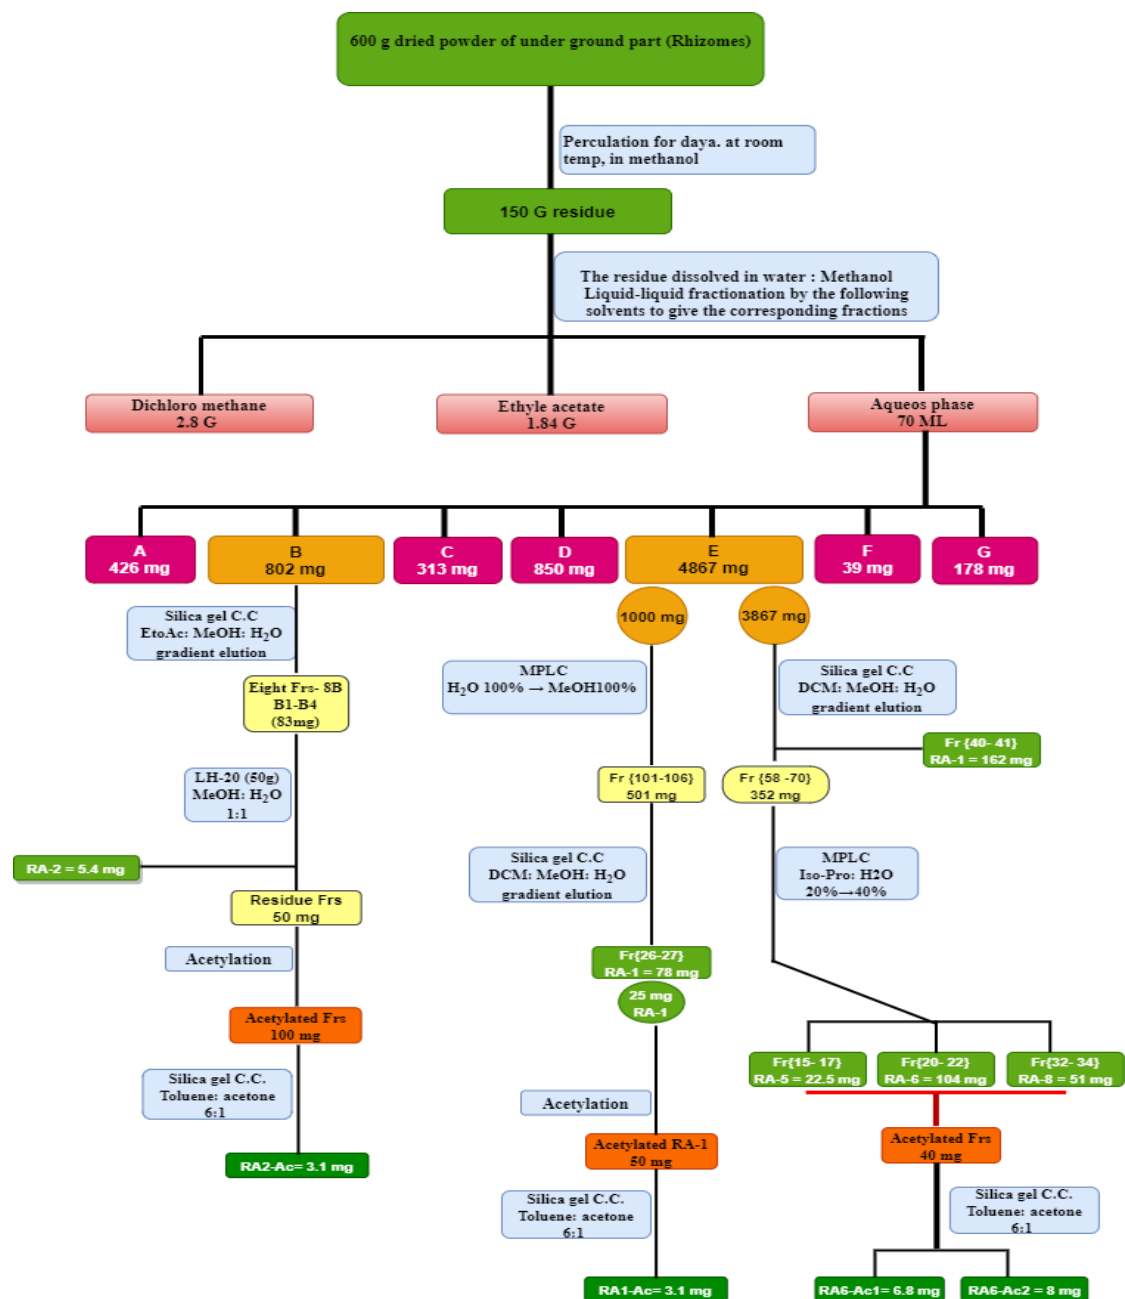 600 g dried powder of under ground part (Rhizomes)
Perculation for daya. at room
temp, in methanol
150 G residue
The residue dissolved in water : Methanol
Liquid-liquid fractionation by the following
solvents to give the corresponding fractions
Dichloro methane
2.8 G
Ethyle acetate
1.84 G
Aqueos phase
70 ML
A
426 mg
B
802 mg
C
313 mg
D
850 mg
E
4867 mg
F
39 mg
G
178 mg
Silica gel C.C
EtoAc: MeOH: H₂O
gradient elution
1000 mg
3867 mg
MPLC
H₂O 100% → MeOH100%
Silica gel C.C
DCM: MeOH: H₂O
gradient elution
Eight Frs- 8B
B1-B4
(83mg)
Fr {40- 41}
RA-1 = 162 mg
LH-20 (50g)
MeOH: H₂O
1:1
Fr {101-106}
501 mg
Fr {58 -70}
352 mg
RA-2 = 5.4 mg
Silica gel C.C
DCM: MeOH: H₂O
gradient elution
MPLC
Iso-Pro: H2O
20%→40%
Residue Frs
50 mg
Acetylation
Fr{26-27}
RA-1 = 78 mg
25 mg
RA-1
Acetylated Frs
100 mg
Fr{15- 17}
RA-5 = 22.5 mg
Fr{20- 22}
RA-6 = 104 mg
Fr{32- 34}
RA-8 = 51 mg
Silica gel C.C.
Toluene: acetone
6:1
Acetylation
Acetylated RA-1
50 mg
Acetylated Frs
40 mg
RA2-Ac= 3.1 mg
Silica gel C.C.
Toluene: acetone
6:1
Silica gel C.C.
Toluene: acetone
6:1
RA1-Ac= 3.1 mg
RA6-Ac1= 6.8 mg
RA6-Ac2 = 8 mg